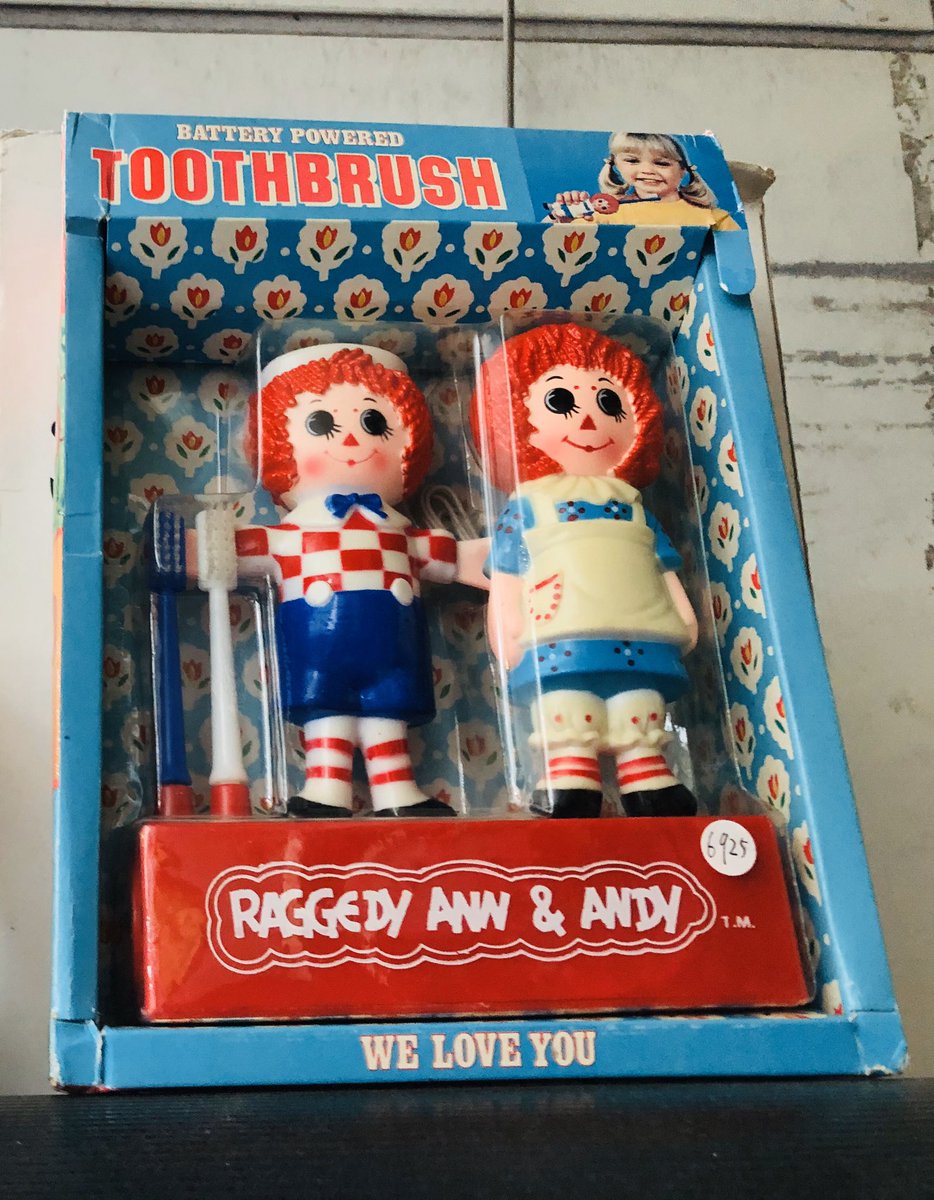 BATTERY POWERED
TOOTHBRUSH
6925
RAGGEDY ANN & ANDY
T.M.
WE LOVE YOU